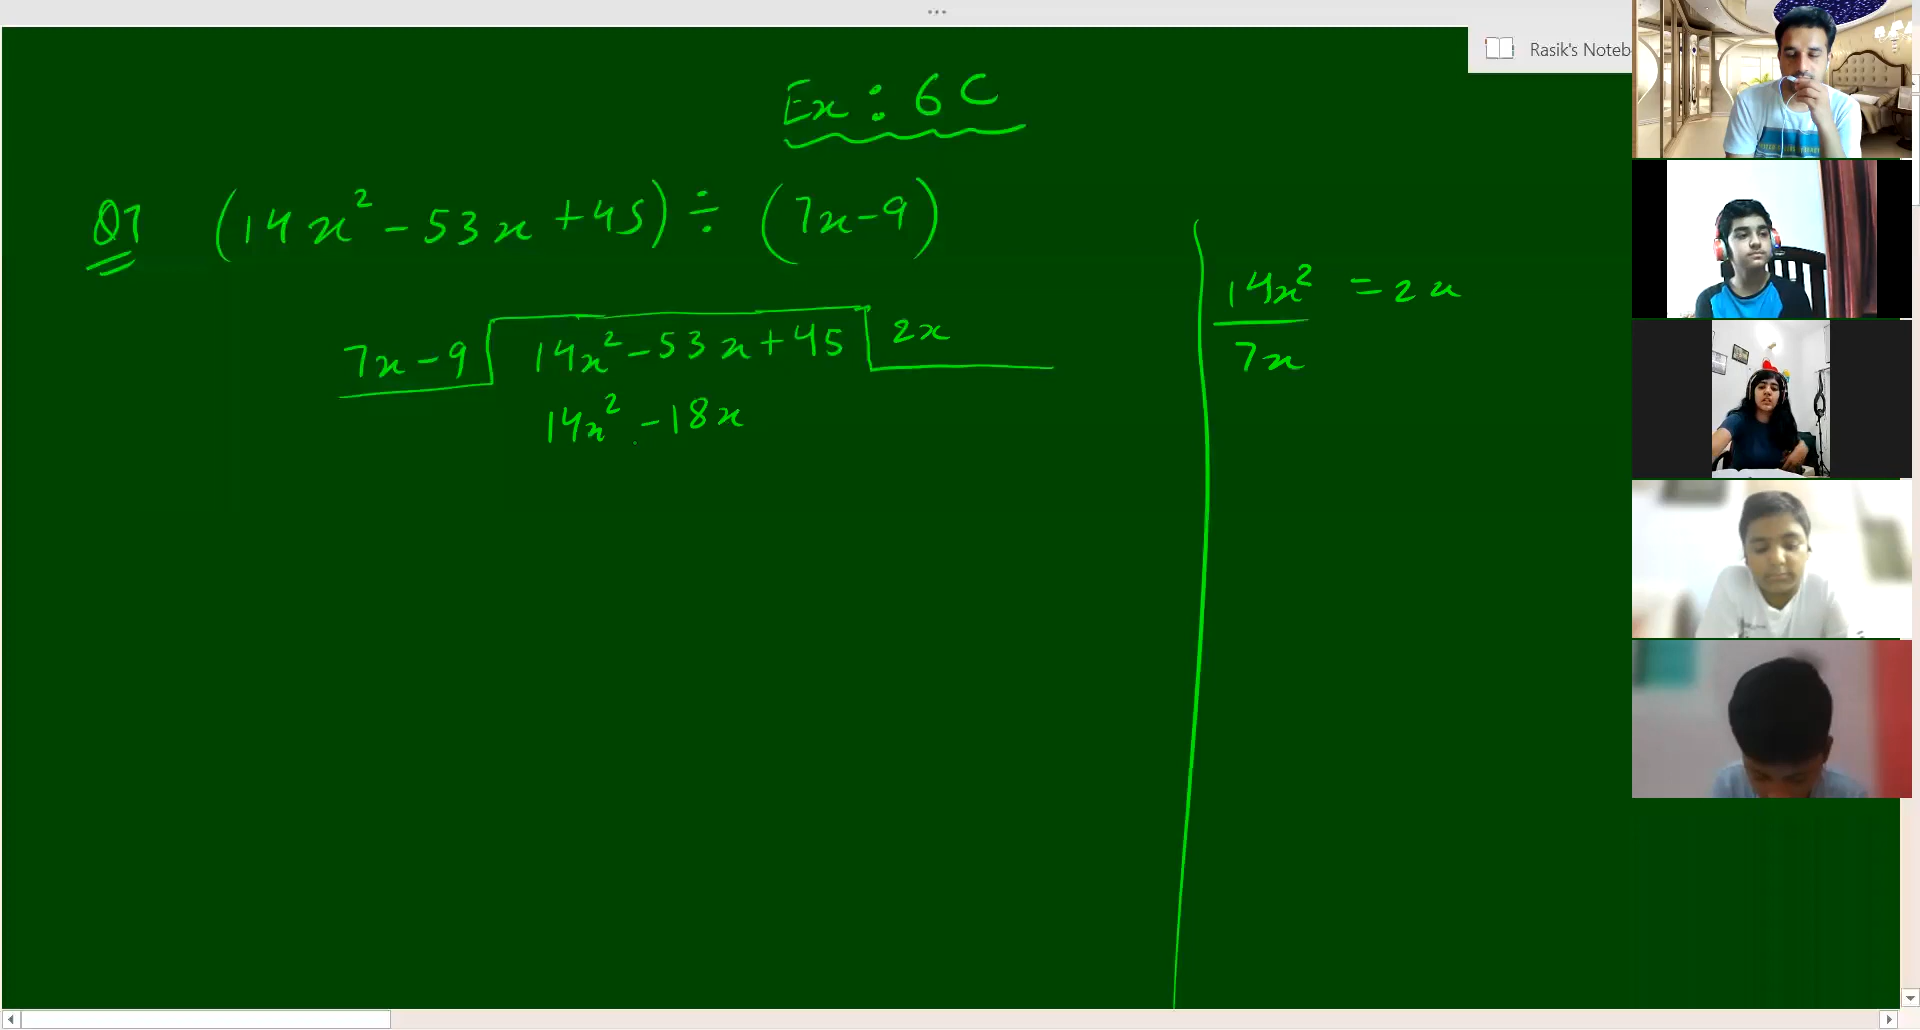 Rasik's Noteb
Ex : 6C
Q7 (14x² - 53x + 45) ÷ (7x - 9)
14x² = 2x
7x
7x - 9 14x² - 53x + 45 2x
14x² - 18x